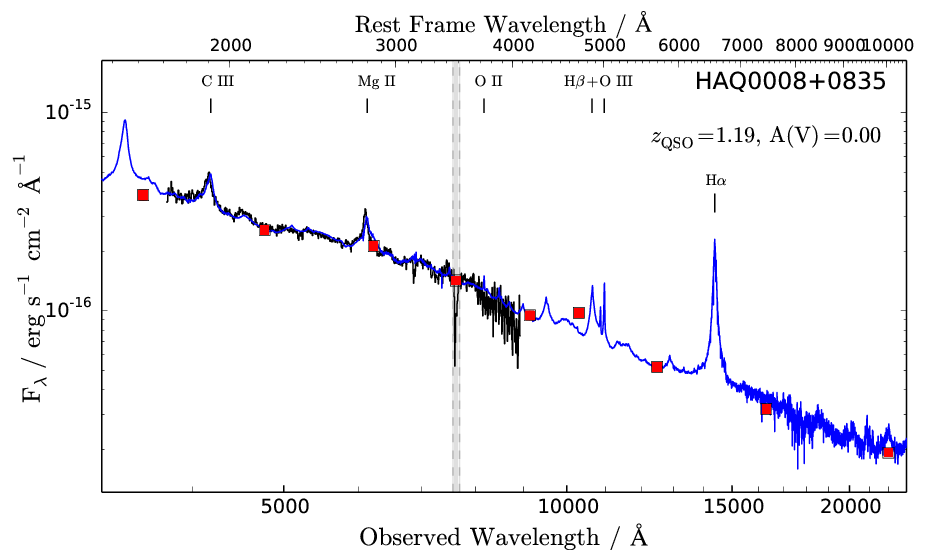 Rest Frame Wavelength / Å
2000 3000 4000 5000 6000 7000 8000 9000 10000
C III Mg II O II Hβ+O III HAQ0008+0835
10⁻¹⁵
z_QSO=1.19, A(V)=0.00
Hα
F_λ / erg s⁻¹ cm⁻² Å⁻¹
10⁻¹⁶
5000 10000 15000 20000
Observed Wavelength / Å